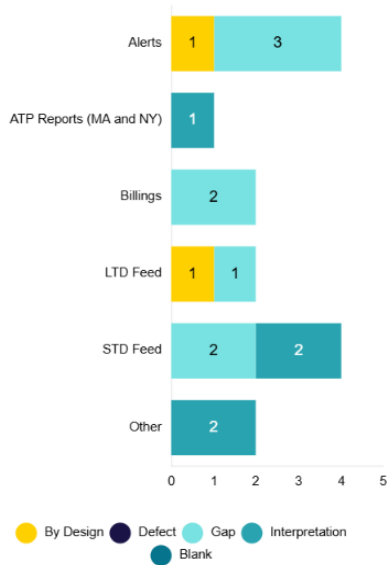 Alerts 1 3
ATP Reports (MA and NY) 1
Billings 2
LTD Feed 1 1
STD Feed 2 2
Other 2
0 1 2 3 4 5
By Design Defect Gap Interpretation
Blank